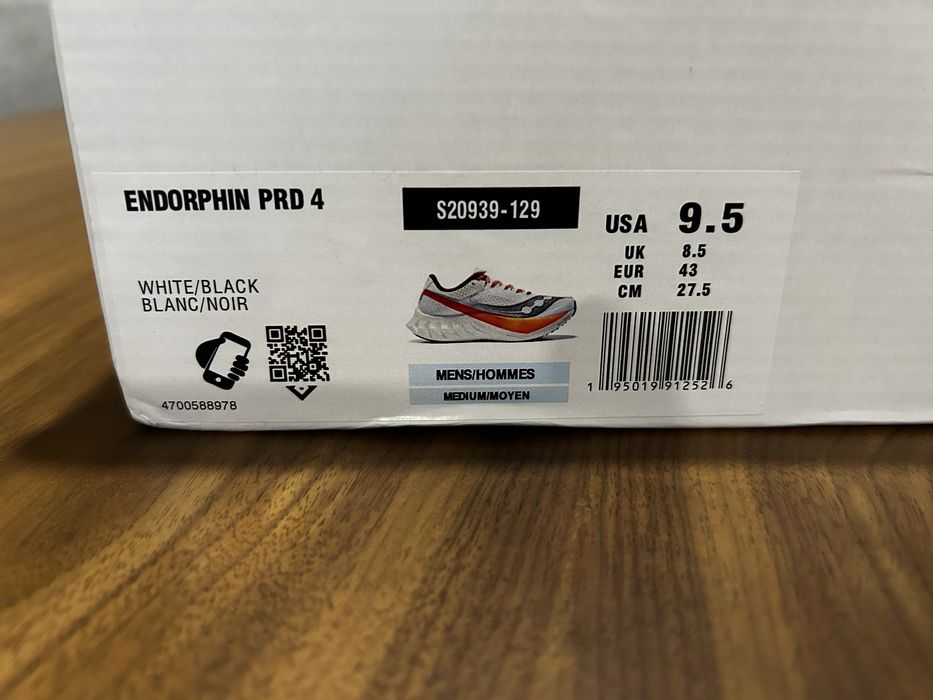 ENDORPHIN PRD 4
S20939-129
USA 9.5
UK 8.5
EUR 43
CM 27.5
WHITE/BLACK
BLANC/NOIR
4700588978
MENS/HOMMES
MEDIUM/MOYEN
1 95019 91252 6